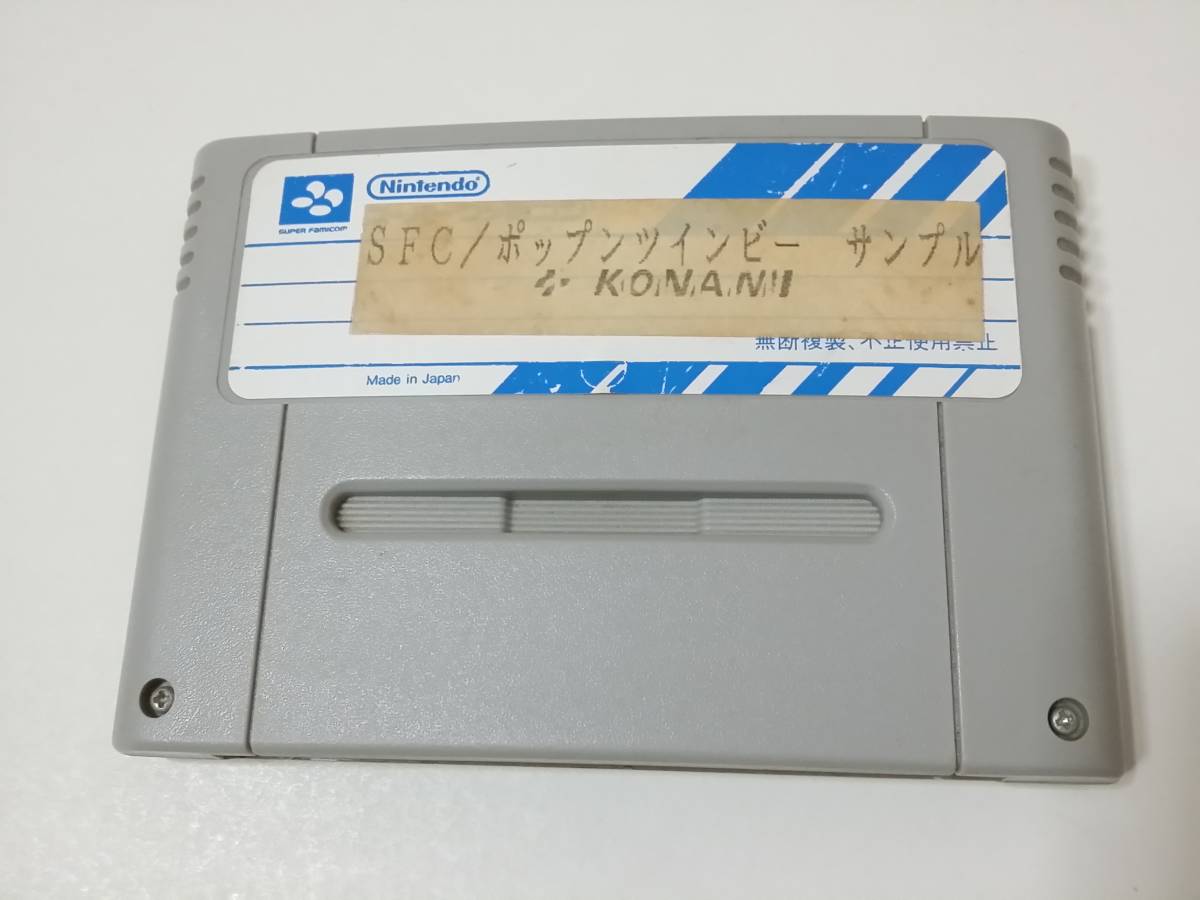 Nintendo®
SUPER FAMICOM
SFC/ポップンツインビー サンプル
KONAMI
無断複製、不正使用禁止
Made in Japan